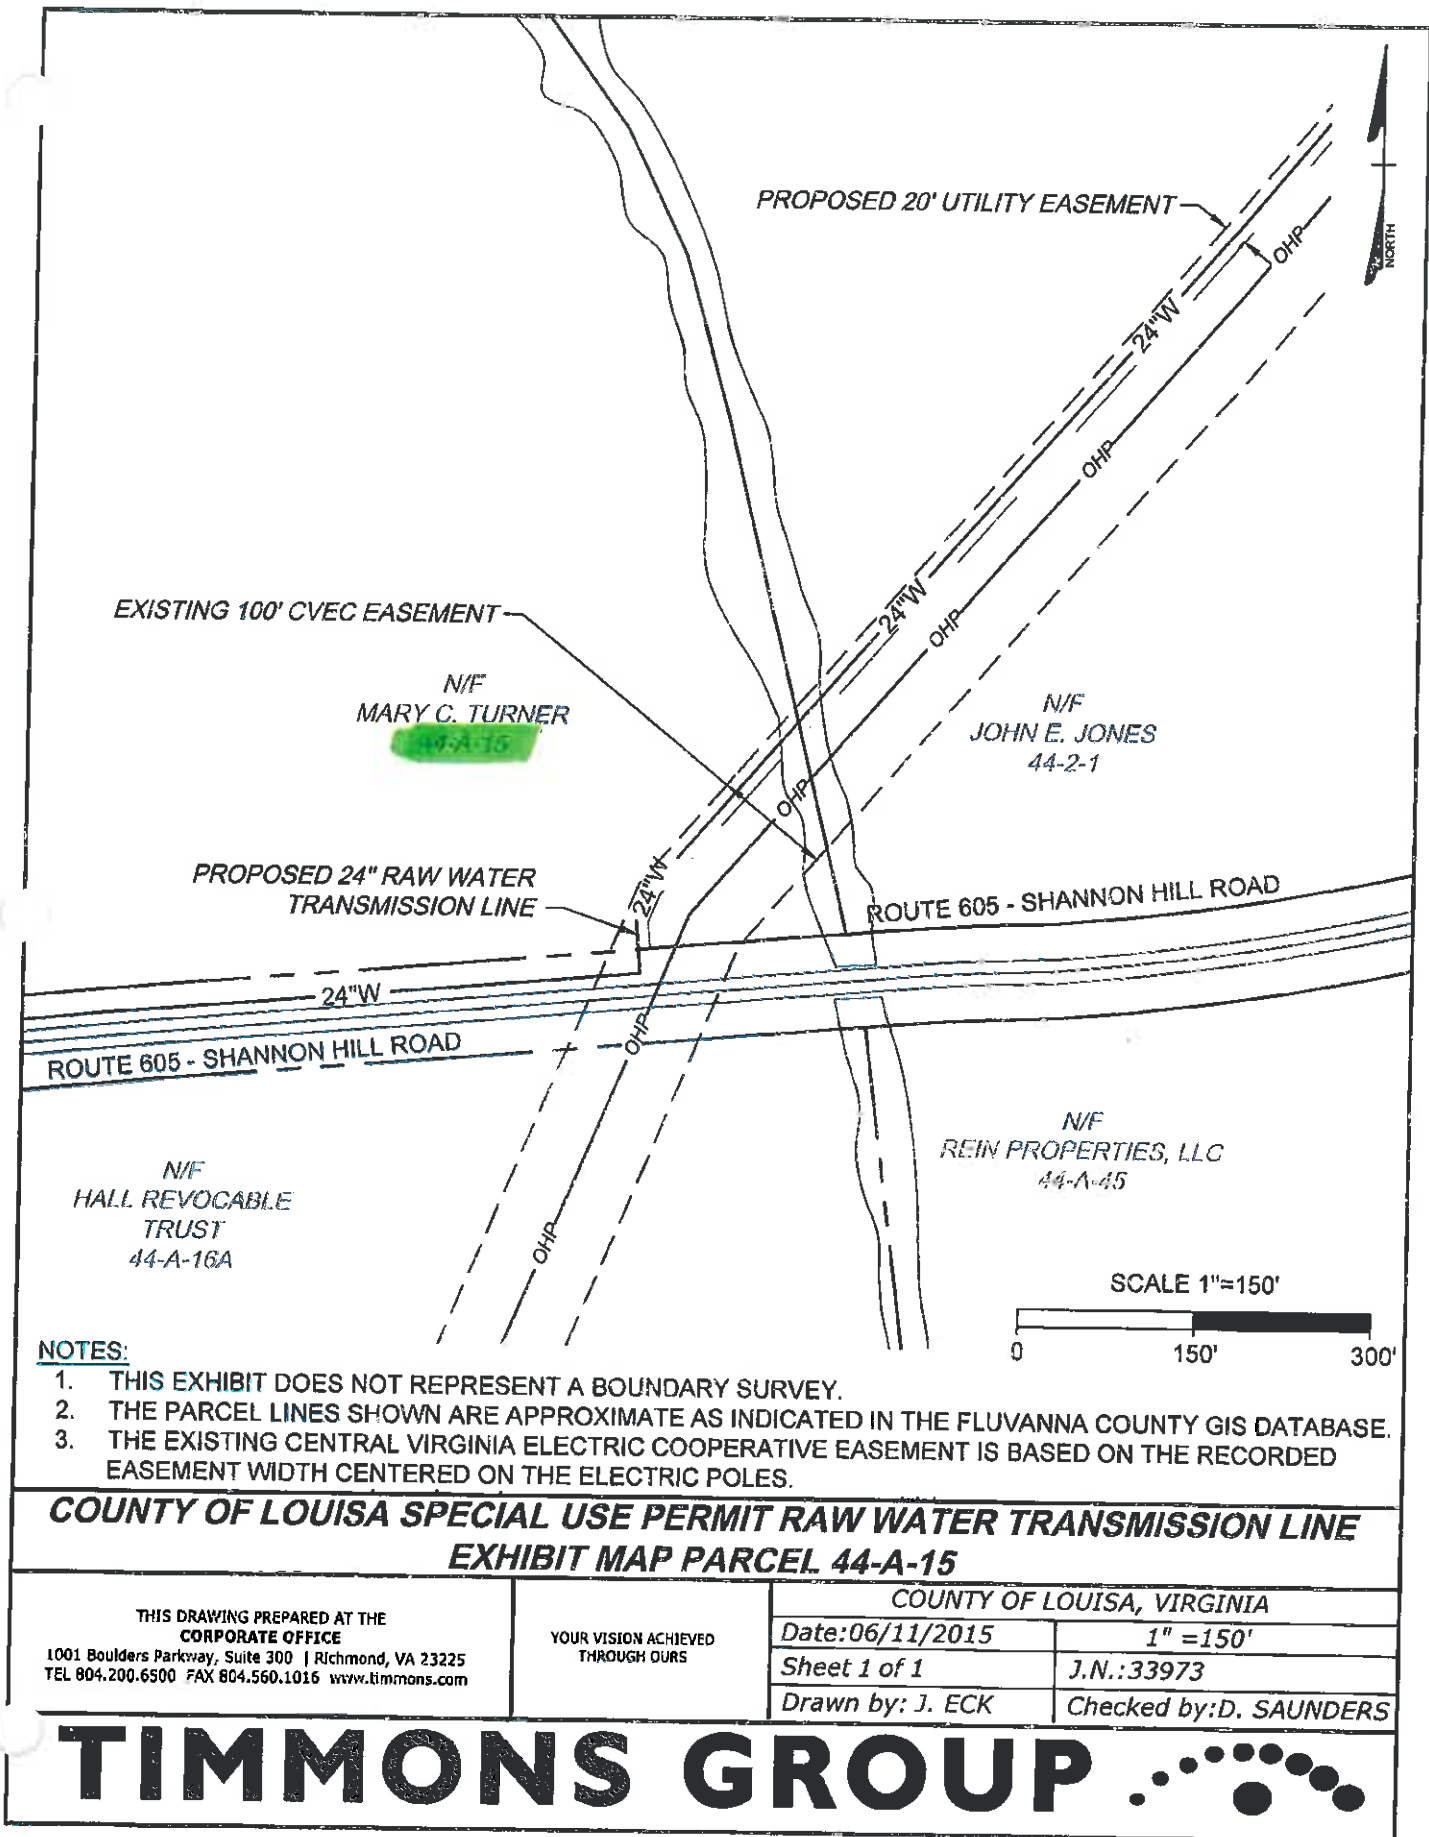 PROPOSED 20' UTILITY EASEMENT
NORTH
OHP
24"W
OHP
EXISTING 100' CVEC EASEMENT
24"W
OHP
N/F
MARY C. TURNER
44-A-15
N/F
JOHN E. JONES
44-2-1
OHP
PROPOSED 24" RAW WATER
TRANSMISSION LINE
24"W
ROUTE 605 - SHANNON HILL ROAD
24"W
OHP
ROUTE 605 - SHANNON HILL ROAD
N/F
REIN PROPERTIES, LLC
44-A-45
N/F
HALL REVOCABLE
TRUST
44-A-16A
OHP
SCALE 1"=150'
0 150' 300'
NOTES:
1. THIS EXHIBIT DOES NOT REPRESENT A BOUNDARY SURVEY.
2. THE PARCEL LINES SHOWN ARE APPROXIMATE AS INDICATED IN THE FLUVANNA COUNTY GIS DATABASE.
3. THE EXISTING CENTRAL VIRGINIA ELECTRIC COOPERATIVE EASEMENT IS BASED ON THE RECORDED
EASEMENT WIDTH CENTERED ON THE ELECTRIC POLES.
COUNTY OF LOUISA SPECIAL USE PERMIT RAW WATER TRANSMISSION LINE
EXHIBIT MAP PARCEL 44-A-15
THIS DRAWING PREPARED AT THE
CORPORATE OFFICE
1001 Boulders Parkway, Suite 300 | Richmond, VA 23225
TEL 804.200.6500 FAX 804.560.1016 www.timmons.com
YOUR VISION ACHIEVED
THROUGH OURS
COUNTY OF LOUISA, VIRGINIA
Date:06/11/2015
1" =150'
Sheet 1 of 1
J.N.:33973
Drawn by: J. ECK
Checked by:D. SAUNDERS
TIMMONS GROUP